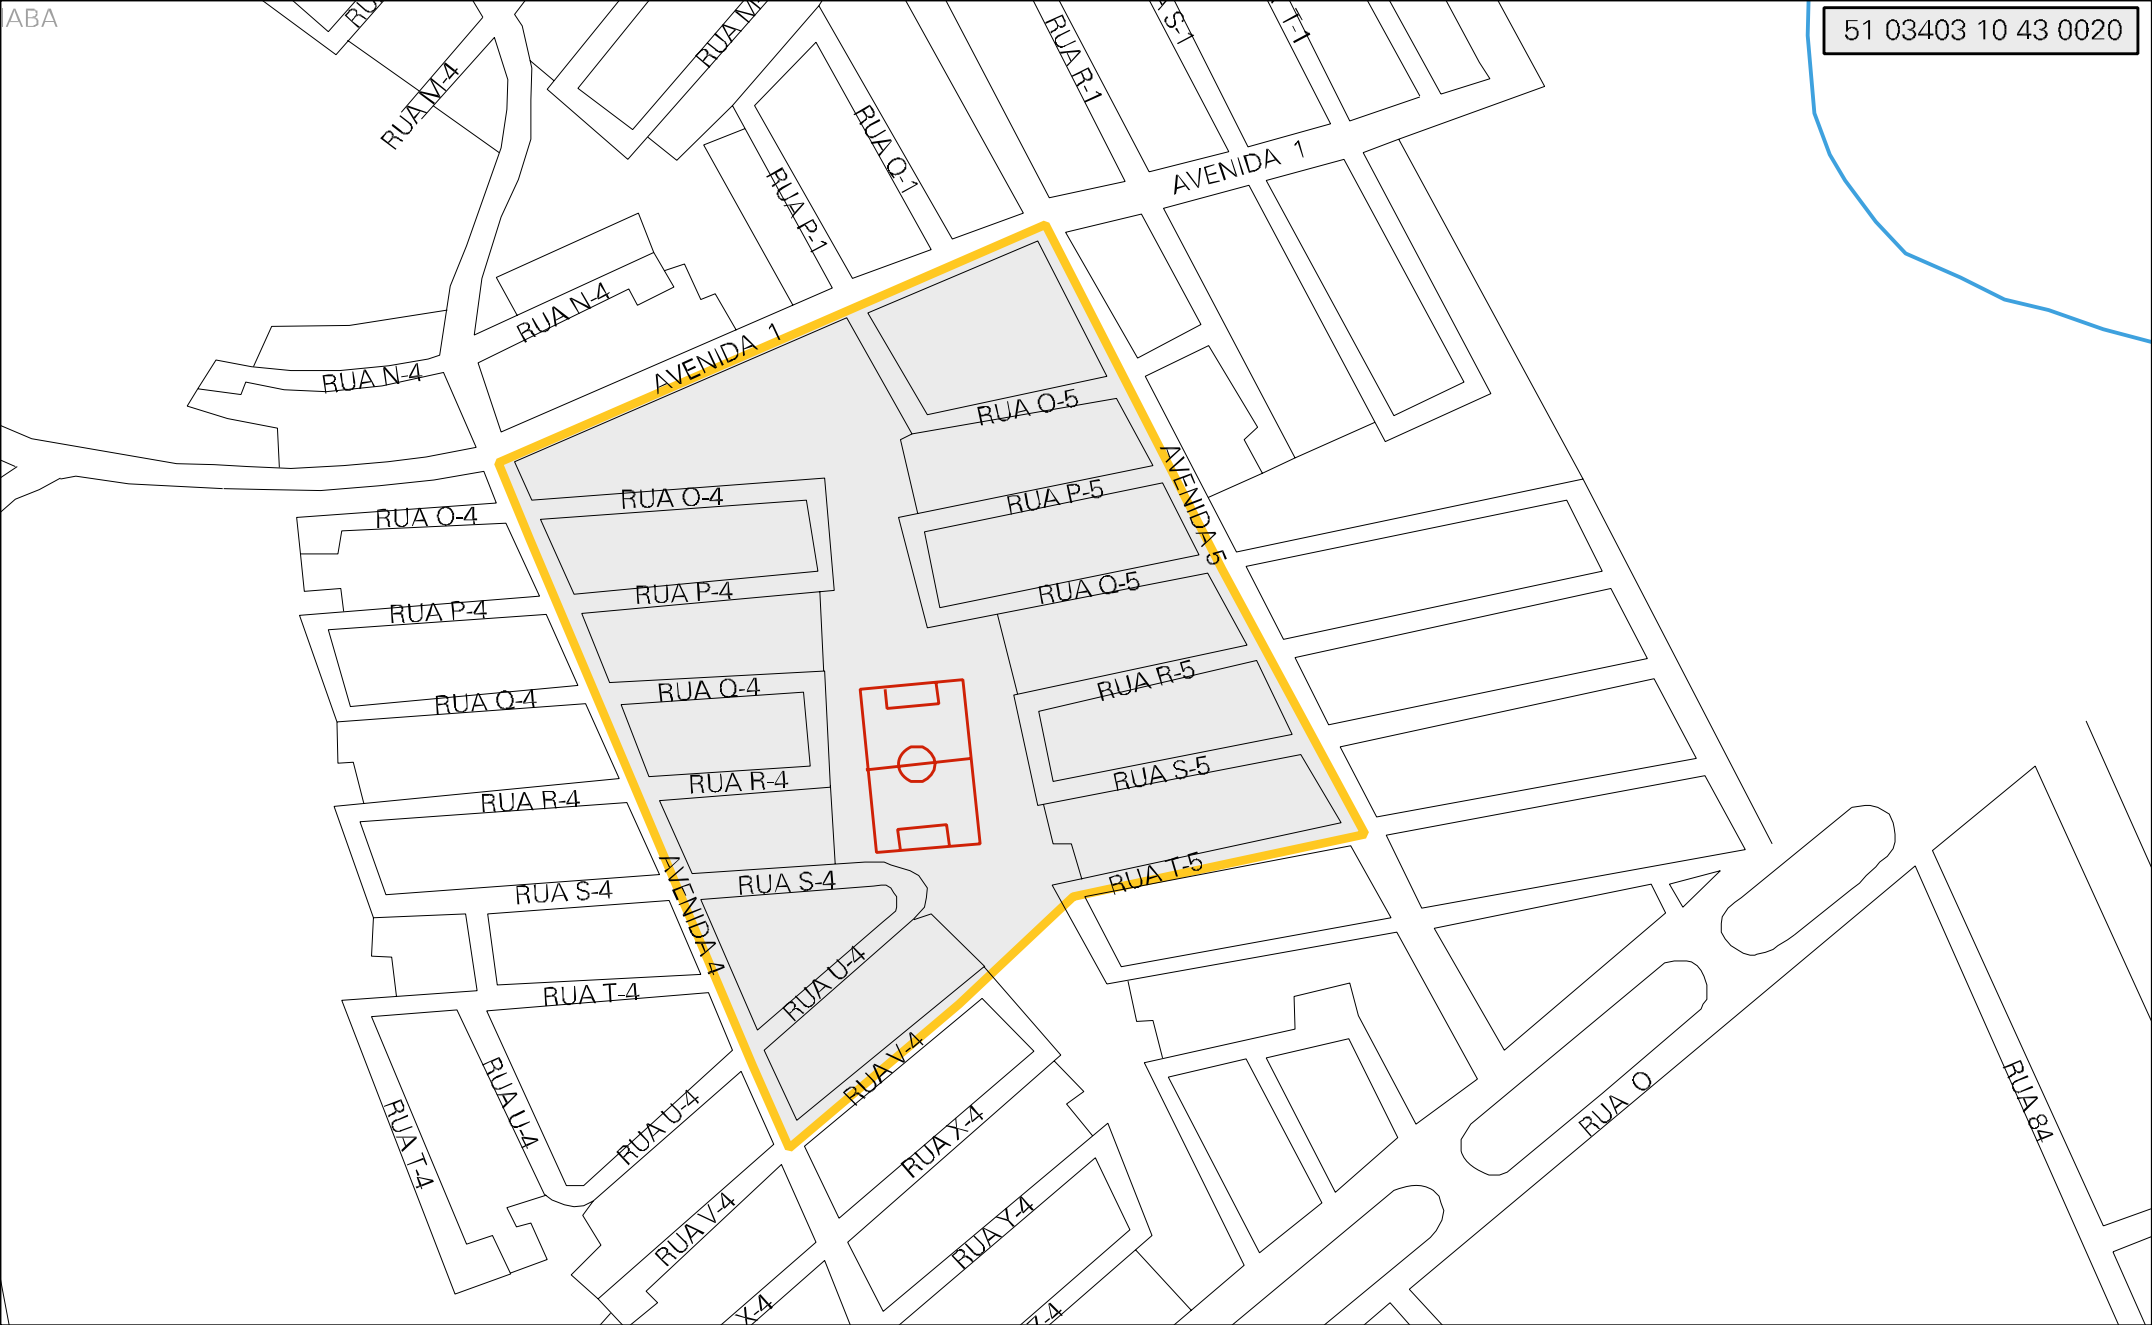 IABA
RUA M-4
RUA R-1
51 03403 10 43 0020
RUA M-4
RUA Q-1
AVENIDA 1
RUA P-1
RUA N-4
AVENIDA 1
RUA N-4
RUA O-5
RUA O-4
RUA O-4
RUA P-5
AVENIDA 5
RUA P-4
RUA P-4
RUA Q-5
RUA Q-4
RUA Q-4
RUA R-5
RUA R-4
RUA R-4
RUA S-5
RUA S-4
RUA S-4
RUA T-5
AVENIDA 4
RUA T-4
RUA U-4
RUA V-4
RUA U-4
RUA U-4
RUA T-4
RUA X-4
RUA O
RUA 84
RUA V-4
RUA Y-4
X-4
A S-1
T-1